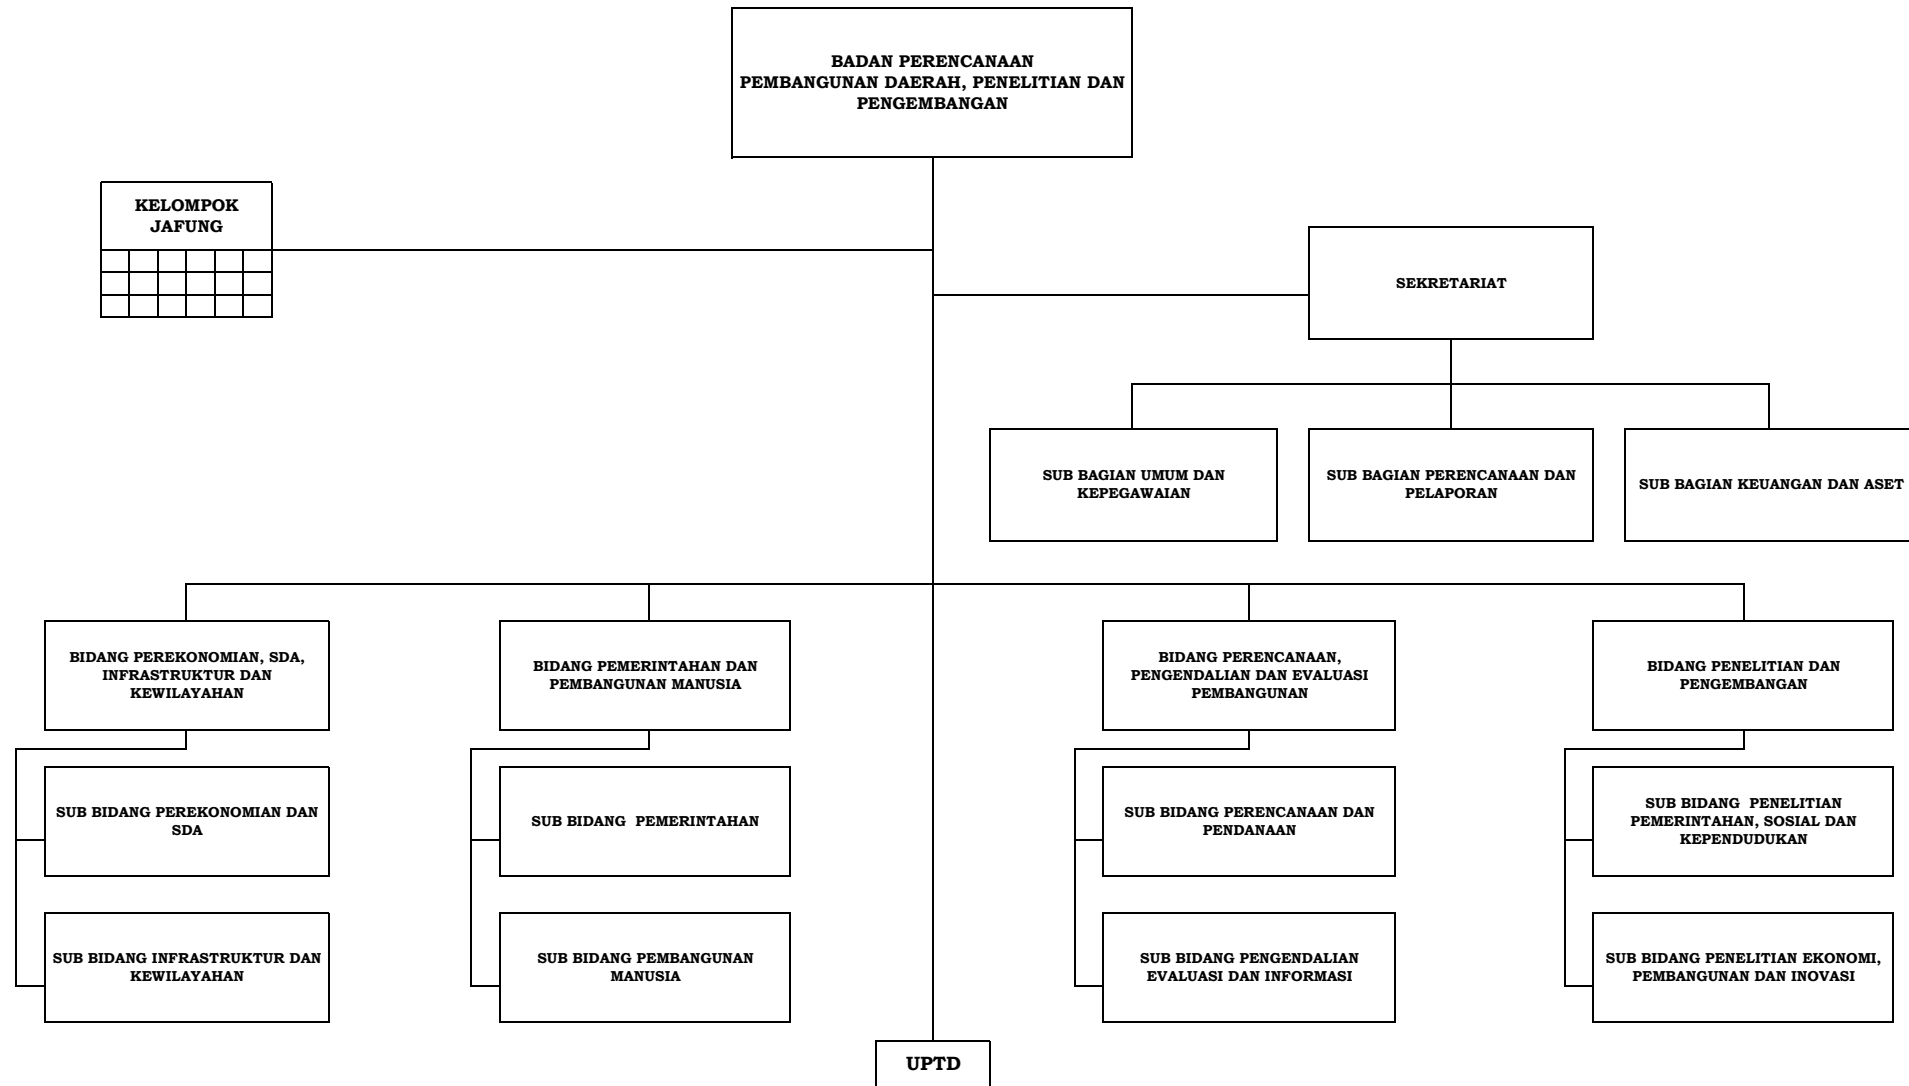 BADAN PERENCANAAN
PEMBANGUNAN DAERAH, PENELITIAN DAN
PENGEMBANGAN
KELOMPOK
JAFUNG
SEKRETARIAT
SUB BAGIAN UMUM DAN
KEPEGAWAIAN
SUB BAGIAN PERENCANAAN DAN
PELAPORAN
SUB BAGIAN KEUANGAN DAN ASET
BIDANG PEREKONOMIAN, SDA,
INFRASTRUKTUR DAN
KEWILAYAHAN
BIDANG PEMERINTAHAN DAN
PEMBANGUNAN MANUSIA
BIDANG PERENCANAAN,
PENGENDALIAN DAN EVALUASI
PEMBANGUNAN
BIDANG PENELITIAN DAN
PENGEMBANGAN
SUB BIDANG PEREKONOMIAN DAN
SDA
SUB BIDANG  PEMERINTAHAN
SUB BIDANG PERENCANAAN DAN
PENDANAAN
SUB BIDANG  PENELITIAN
PEMERINTAHAN, SOSIAL DAN
KEPENDUDUKAN
SUB BIDANG INFRASTRUKTUR DAN
KEWILAYAHAN
SUB BIDANG PEMBANGUNAN
MANUSIA
SUB BIDANG PENGENDALIAN
EVALUASI DAN INFORMASI
SUB BIDANG PENELITIAN EKONOMI,
PEMBANGUNAN DAN INOVASI
UPTD